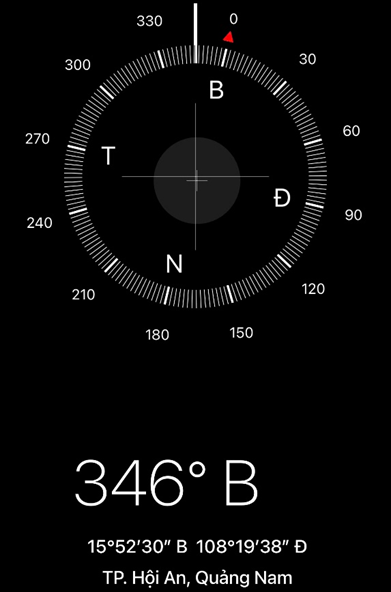 330
0
30
300
B
60
270
T
Đ
90
240
N
210
120
180
150
346° B
15°52’30” B 108°19’38” Đ
TP. Hội An, Quảng Nam